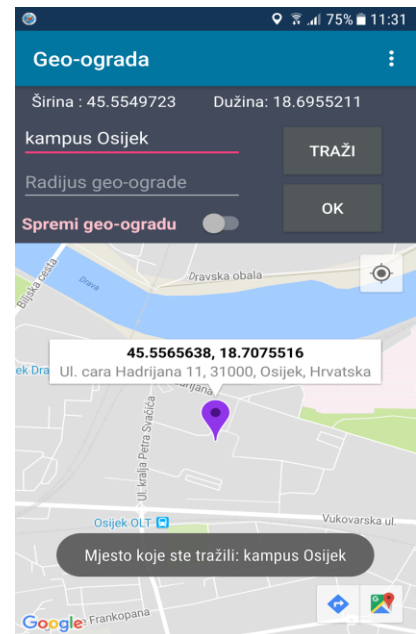 75% 11:31
Geo-ograda
Širina : 45.5549723 Dužina: 18.6955211
kampus Osijek
TRAŽI
Radijus geo-ograde
OK
Spremi geo-ogradu
Biljska cesta
Drava
Dravska obala
45.5565638, 18.7075516
Ul. cara Hadrijana 11, 31000, Osijek, Hrvatska
ek Dra
Ul. kralja Petra Svačića
Osijek OLT
Vukovarska ul.
Mjesto koje ste tražili: kampus Osijek
Google
Frankopana